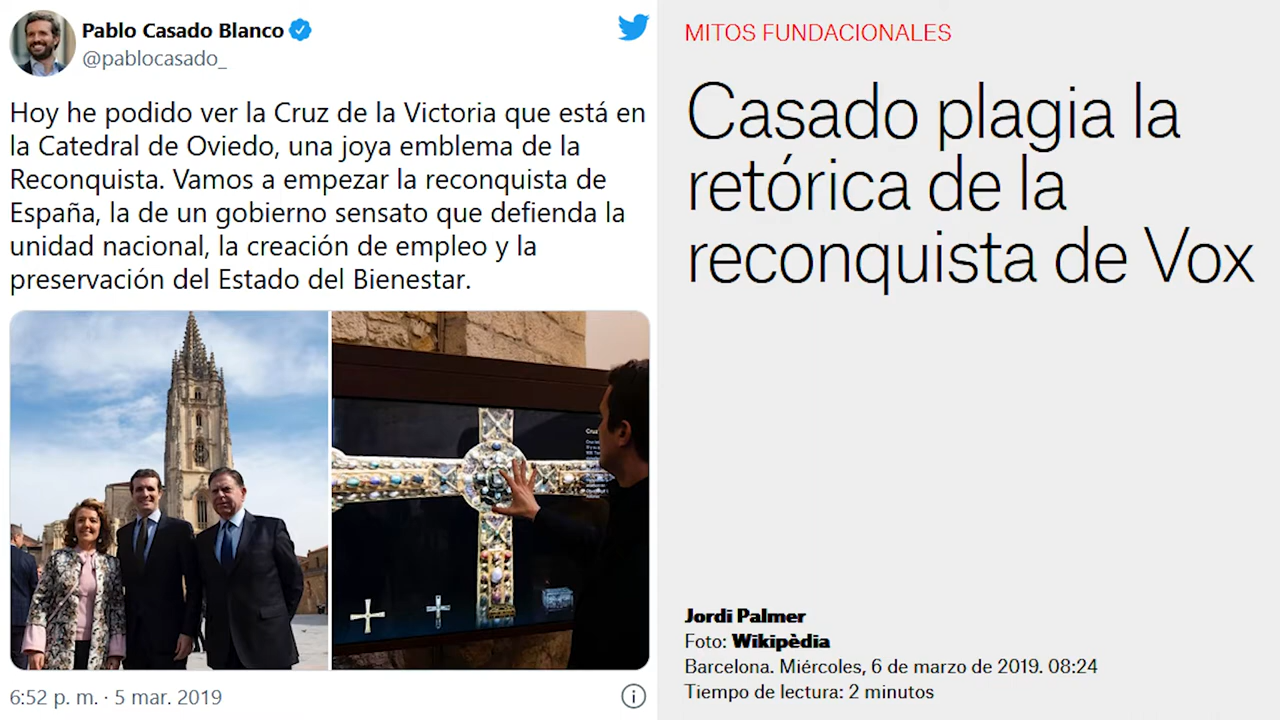 Pablo Casado Blanco
@pablocasado_
Hoy he podido ver la Cruz de la Victoria que está en
la Catedral de Oviedo, una joya emblema de la
Reconquista. Vamos a empezar la reconquista de
España, la de un gobierno sensato que defienda la
unidad nacional, la creación de empleo y la
preservación del Estado del Bienestar.
6:52 p. m. · 5 mar. 2019
MITOS FUNDACIONALES
Casado plagia la
retórica de la
reconquista de Vox
Jordi Palmer
Foto: Wikipèdia
Barcelona. Miércoles, 6 de marzo de 2019. 08:24
Tiempo de lectura: 2 minutos